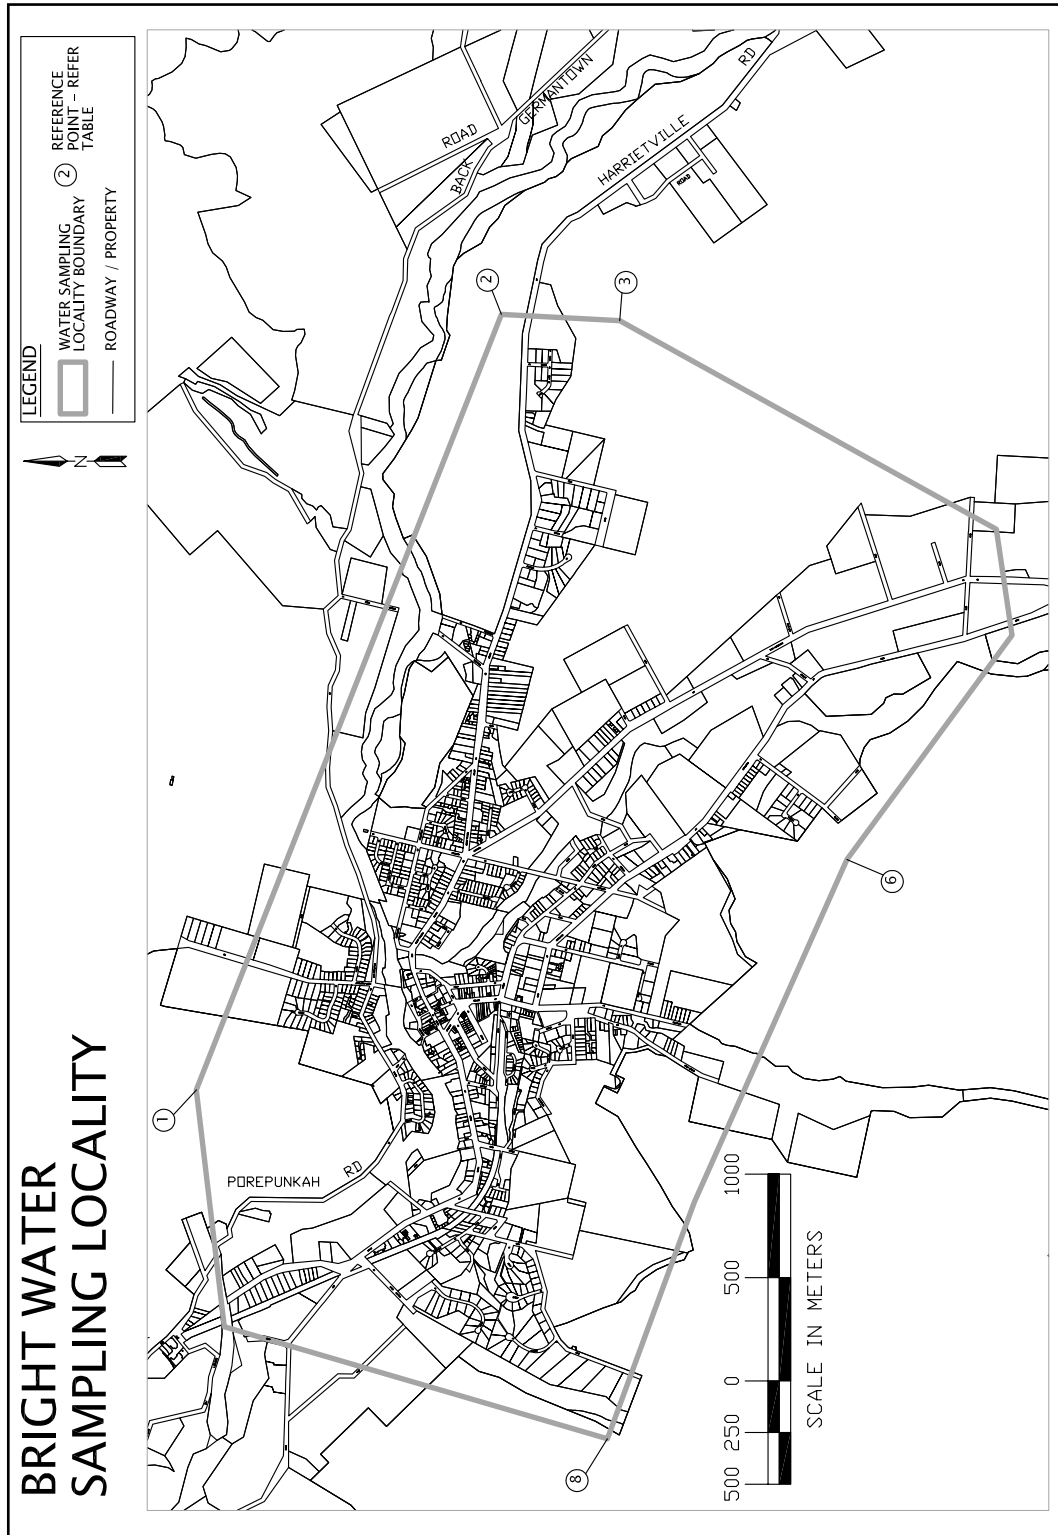 BRIGHT WATER
SAMPLING LOCALITY
N
LEGEND
WATER SAMPLING
LOCALITY BOUNDARY
ROADWAY / PROPERTY
2
REFERENCE
POINT - REFER
TABLE
1
2
3
6
8
POREPUNKAH
RD
BACK
ROAD
GERMANTOWN
HARRIETVILLE
RD
ROAD
500 250 0 500 1000
SCALE IN METERS